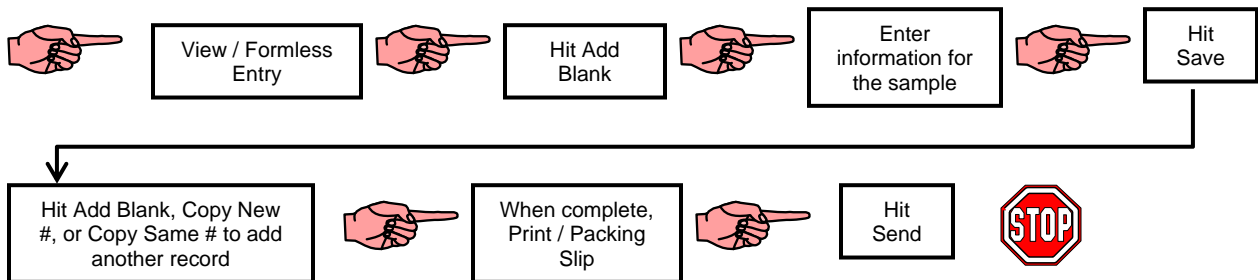 View / Formless
Entry
Hit Add
Blank
Enter
information for
the sample
Hit
Save
Hit Add Blank, Copy New
#, or Copy Same # to add
another record
When complete,
Print / Packing
Slip
Hit
Send
STOP